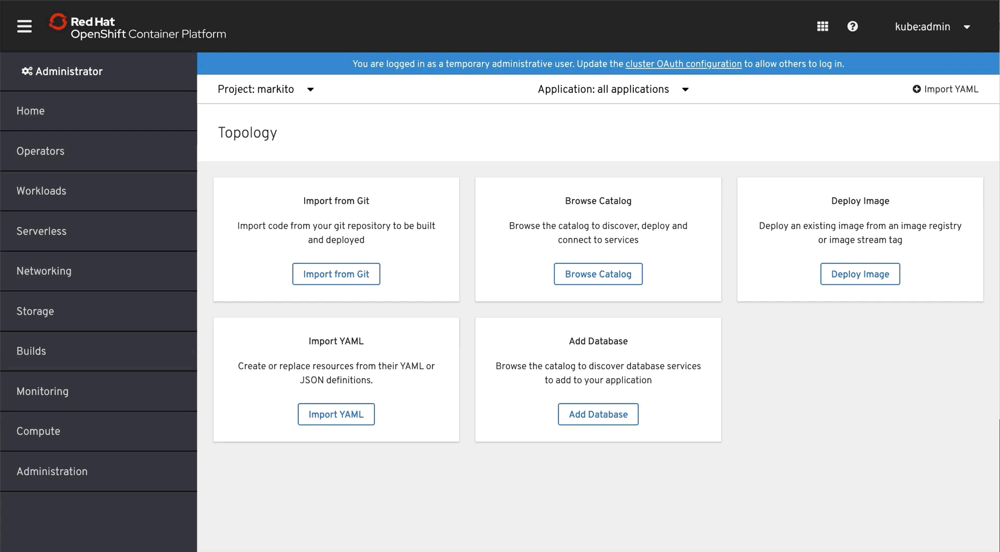 Red Hat
OpenShift Container Platform
kube:admin
Administrator
Home
Operators
Workloads
Serverless
Networking
Storage
Builds
Monitoring
Compute
Administration
You are logged in as a temporary administrative user. Update the cluster OAuth configuration to allow others to log in.
Project: markito
Application: all applications
Import YAML
Topology
Import from Git
Import code from your git repository to be built
and deployed
Import from Git
Browse Catalog
Browse the catalog to discover, deploy and
connect to services
Browse Catalog
Deploy Image
Deploy an existing image from an image registry
or image stream tag
Deploy Image
Import YAML
Create or replace resources from their YAML or
JSON definitions.
Import YAML
Add Database
Browse the catalog to discover database services
to add to your application
Add Database